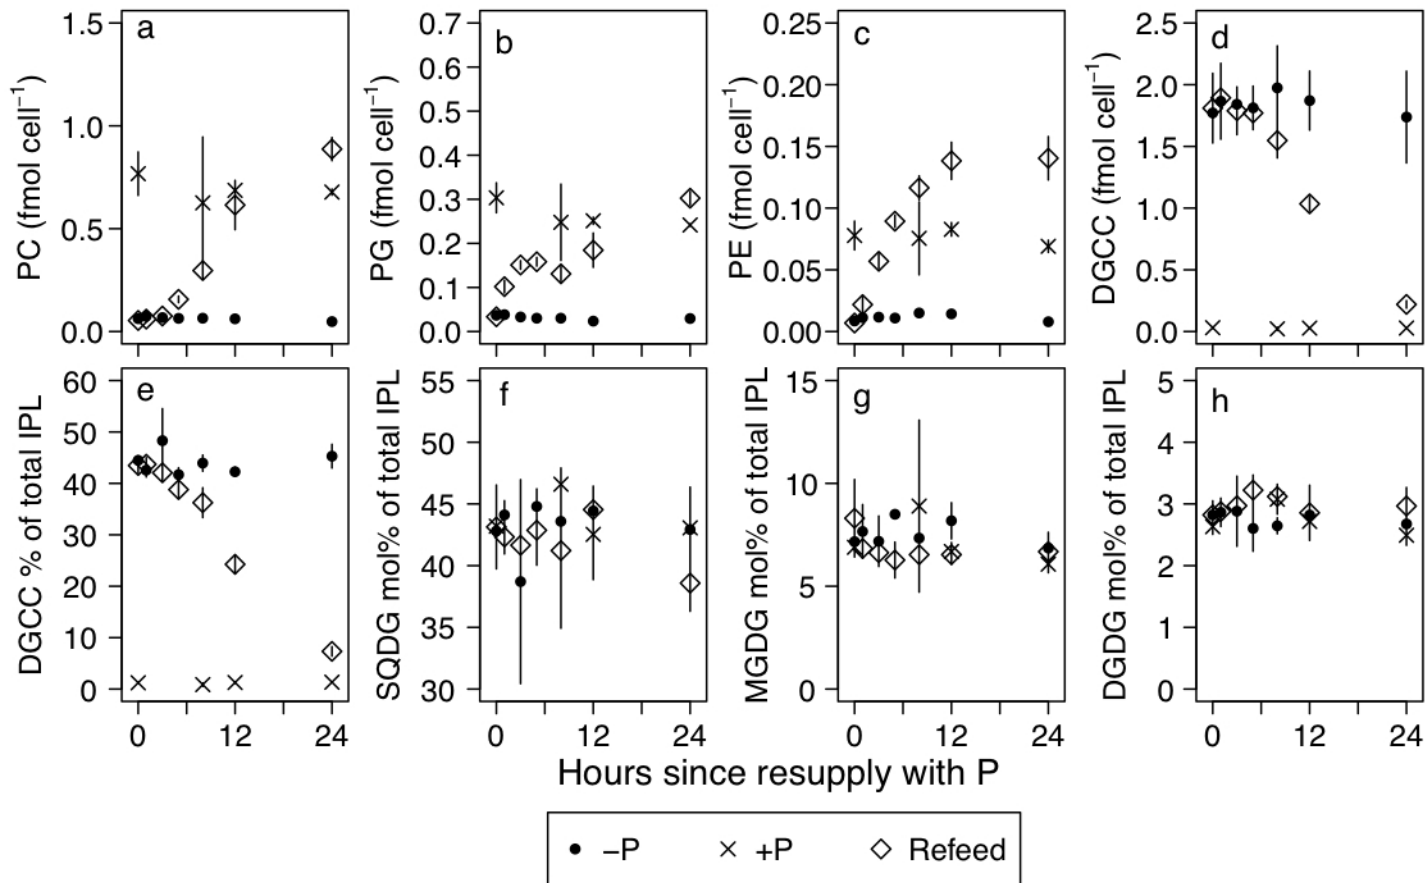 a
PC (fmol cell⁻¹)
1.5
1.0
0.5
0.0
b
PG (fmol cell⁻¹)
0.7
0.6
0.5
0.4
0.3
0.2
0.1
0.0
c
PE (fmol cell⁻¹)
0.25
0.20
0.15
0.10
0.05
0.00
d
DGCC (fmol cell⁻¹)
2.5
2.0
1.5
1.0
0.5
0.0
e
DGCC % of total IPL
60
50
40
30
20
10
0
0 12 24
f
SQDG mol% of total IPL
55
50
45
40
35
30
0 12 24
g
MGDG mol% of total IPL
15
10
5
0
0 12 24
h
DGDG mol% of total IPL
5
4
3
2
1
0
0 12 24
Hours since resupply with P
−P +P Refeed